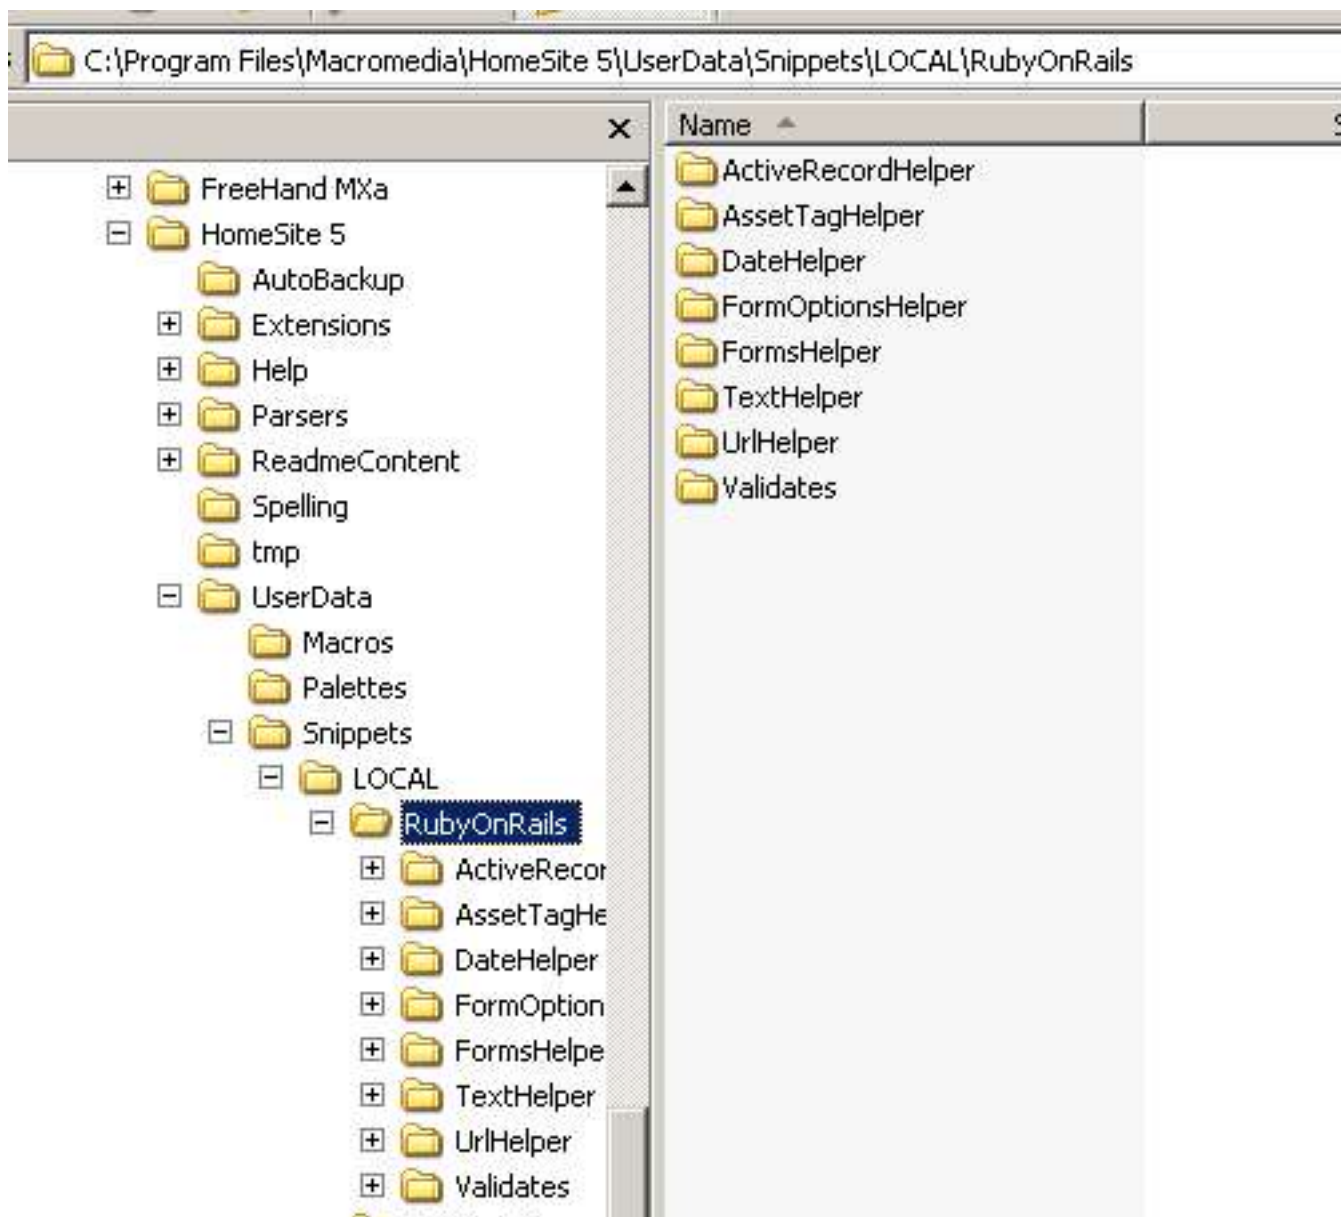 C:\Program Files\Macromedia\HomeSite 5\UserData\Snippets\LOCAL\RubyOnRails
FreeHand MXa
HomeSite 5
AutoBackup
Extensions
Help
Parsers
ReadmeContent
Spelling
tmp
UserData
Macros
Palettes
Snippets
LOCAL
RubyOnRails
ActiveRecor
AssetTagHe
DateHelper
FormOption
FormsHelpe
TextHelper
UrlHelper
Validates
Name
ActiveRecordHelper
AssetTagHelper
DateHelper
FormOptionsHelper
FormsHelper
TextHelper
UrlHelper
Validates